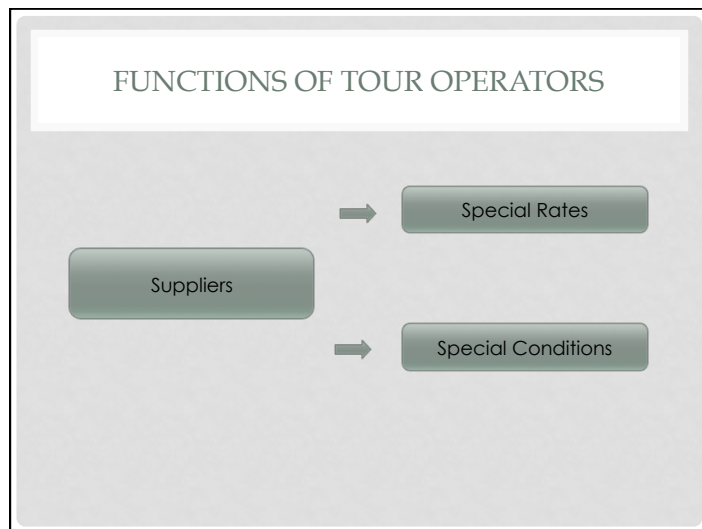 FUNCTIONS OF TOUR OPERATORS
Special Rates
Suppliers
Special Conditions